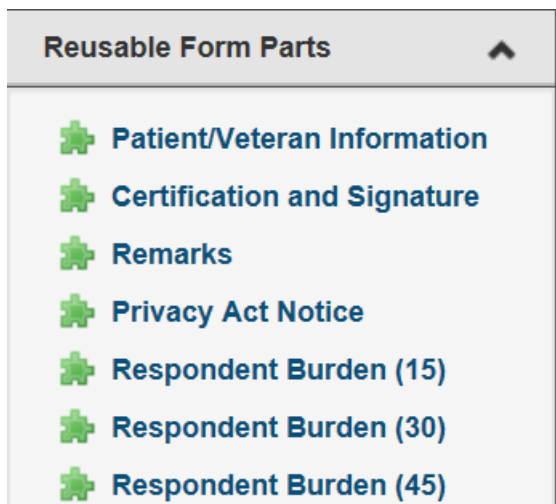 Reusable Form Parts
Patient/Veteran Information
Certification and Signature
Remarks
Privacy Act Notice
Respondent Burden (15)
Respondent Burden (30)
Respondent Burden (45)